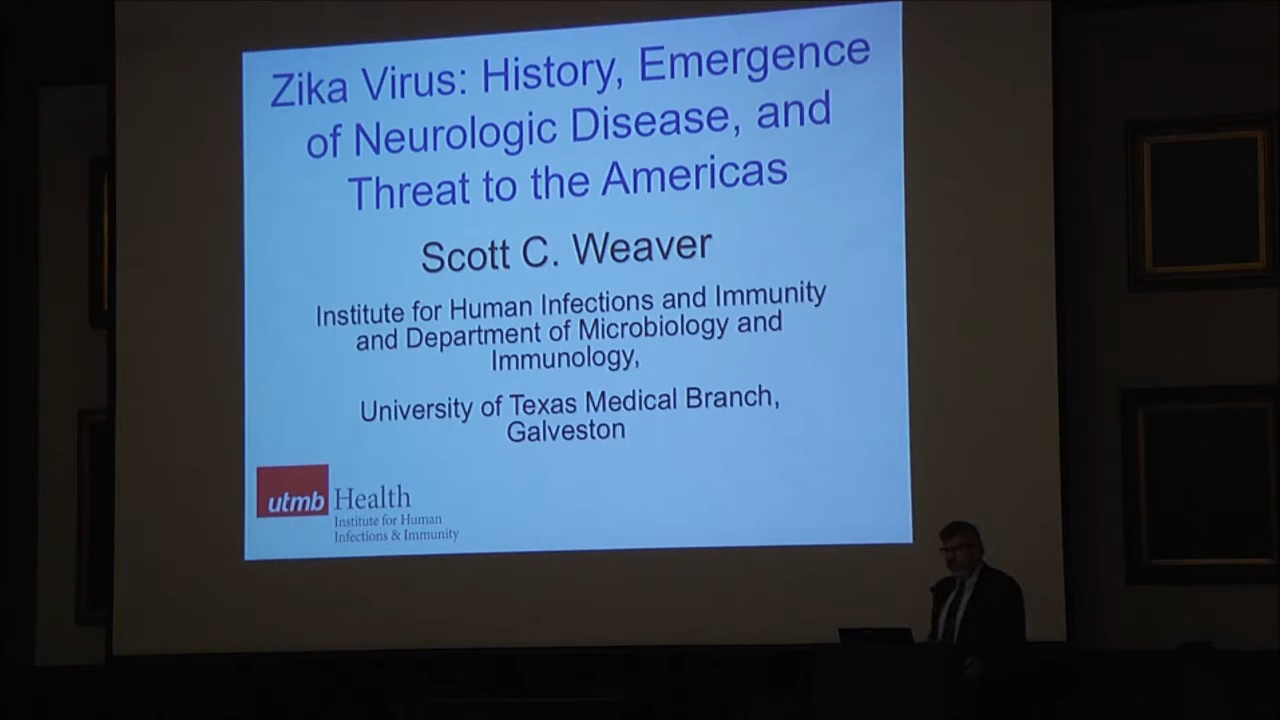 Zika Virus: History, Emergence
of Neurologic Disease, and
Threat to the Americas
Scott C. Weaver
Institute for Human Infections and Immunity
and Department of Microbiology and
Immunology,
University of Texas Medical Branch,
Galveston
utmb Health
Institute for Human
Infections & Immunity